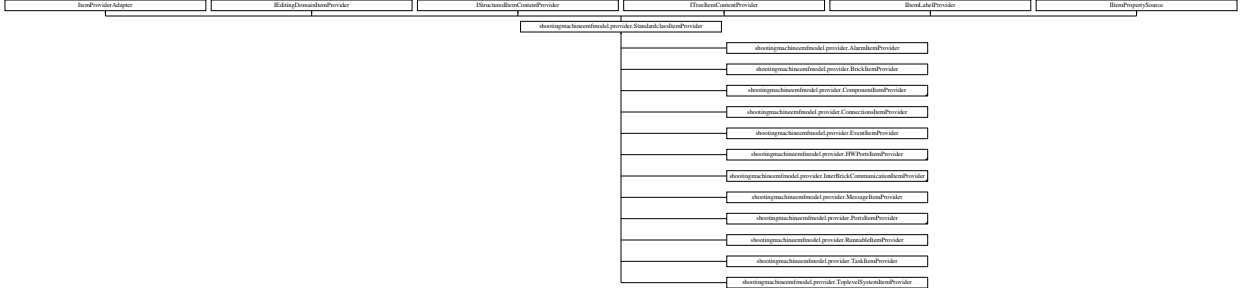 ItemProviderAdapter
IEditingDomainItemProvider
IStructuredItemContentProvider
ITreeItemContentProvider
IItemLabelProvider
IItemPropertySource
shootingmachineemfmodel.provider.StandardclassItemProvider
shootingmachineemfmodel.provider.AlarmItemProvider
shootingmachineemfmodel.provider.BrickItemProvider
shootingmachineemfmodel.provider.ComponentItemProvider
shootingmachineemfmodel.provider.ConnectionsItemProvider
shootingmachineemfmodel.provider.EventItemProvider
shootingmachineemfmodel.provider.HWPortsItemProvider
shootingmachineemfmodel.provider.InterBrickCommunicationItemProvider
shootingmachineemfmodel.provider.MessageItemProvider
shootingmachineemfmodel.provider.PortsItemProvider
shootingmachineemfmodel.provider.RunnableItemProvider
shootingmachineemfmodel.provider.TaskItemProvider
shootingmachineemfmodel.provider.ToplevelSystemItemProvider